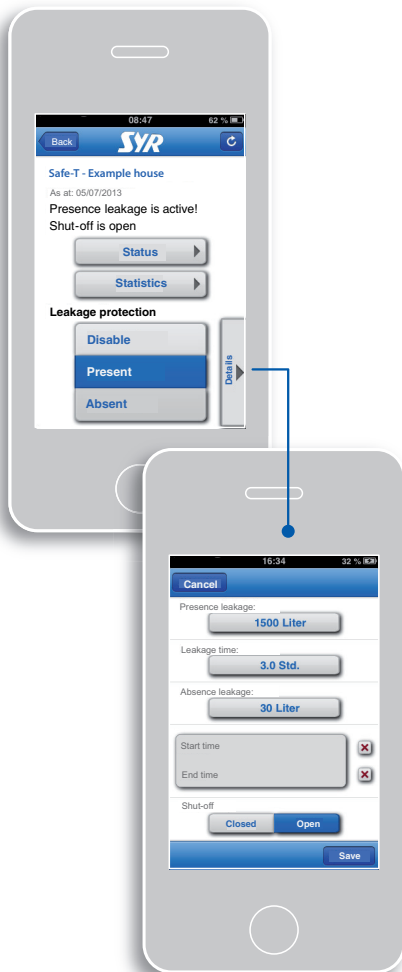 08:47 62 %
Back SYR
Safe-T - Example house
As at: 05/07/2013
Presence leakage is active!
Shut-off is open
Status
Statistics
Leakage protection
Disable
Present
Absent
Details
16:34 32 %
Cancel
Presence leakage:
1500 Liter
Leakage time:
3.0 Std.
Absence leakage:
30 Liter
Start time
End time
Shut-off
Closed Open
Save